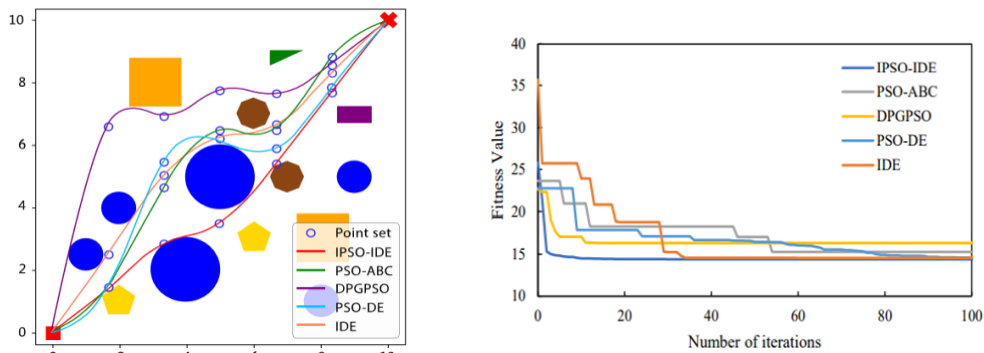 10
8
6
4
2
0
Point set
IPSO-IDE
PSO-ABC
DPGPSO
PSO-DE
IDE
40
35
30
25
20
15
10
Fitness Value
IPSO-IDE
PSO-ABC
DPGPSO
PSO-DE
IDE
0 20 40 60 80 100
Number of iterations